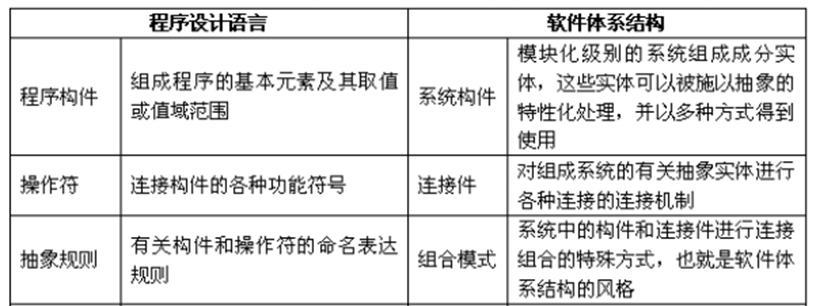 程序设计语言
软件体系结构
程序构件
组成程序的基本元素及其取值
或值域范围
系统构件
模块化级别的系统组成成分实
体，这些实体可以被施以抽象的
特性化处理，并以多种方式得到
使用
操作符
连接构件的各种功能符号
连接件
对组成系统的有关抽象实体进行
各种连接的连接机制
抽象规则
有关构件和操作符的命名表达
规则
组合模式
系统中的构件和连接件进行连接
组合的特殊方式，也就是软件体
系结构的风格